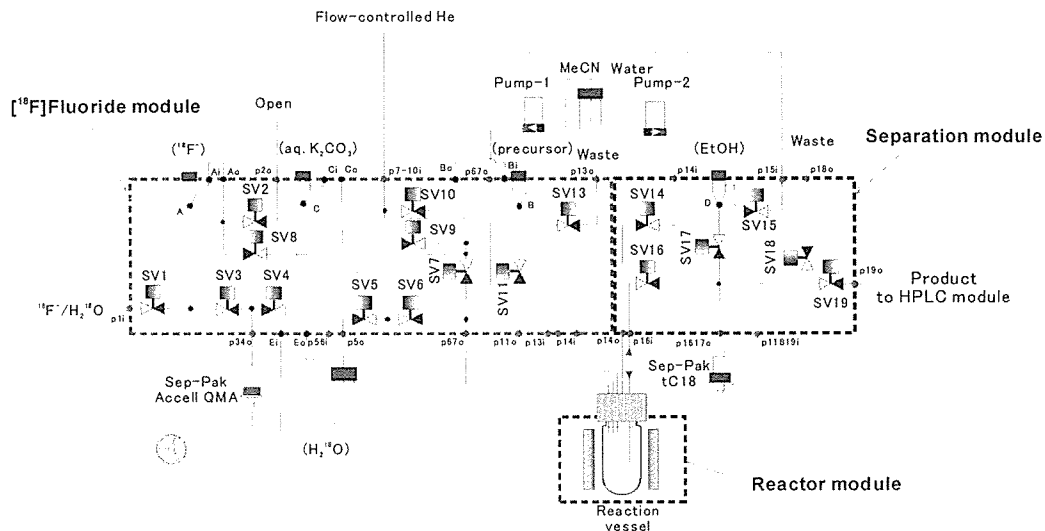 Flow-controlled He
MeCN Water
Pump-1
Pump-2
[¹⁸F]Fluoride module
Open
Separation module
(¹⁸F⁻)
(aq. K₂CO₃)
(precursor)
Waste
(EtOH)
Waste
Ai Ao p2o Ci Co p7-10i Bo p67o Bi p13o p14i p15i p18o
SV2
SV10
SV13
SV14
A
C
B
D
SV8
SV9
SV15
SV7
SV11
SV16
SV17
SV18
SV1
SV3
SV4
SV5
SV6
SV19
p19o
Product
to HPLC module
¹⁸F⁻/H₂¹⁸O
p1i
p34o Ei Eo p56i p5o p67o p11o p13i p14i p14o p16i p1617o p11819i
Sep-Pak
Accell QMA
Sep-Pak
tC18
(H₂¹⁸O)
Reactor module
Reaction
vessel